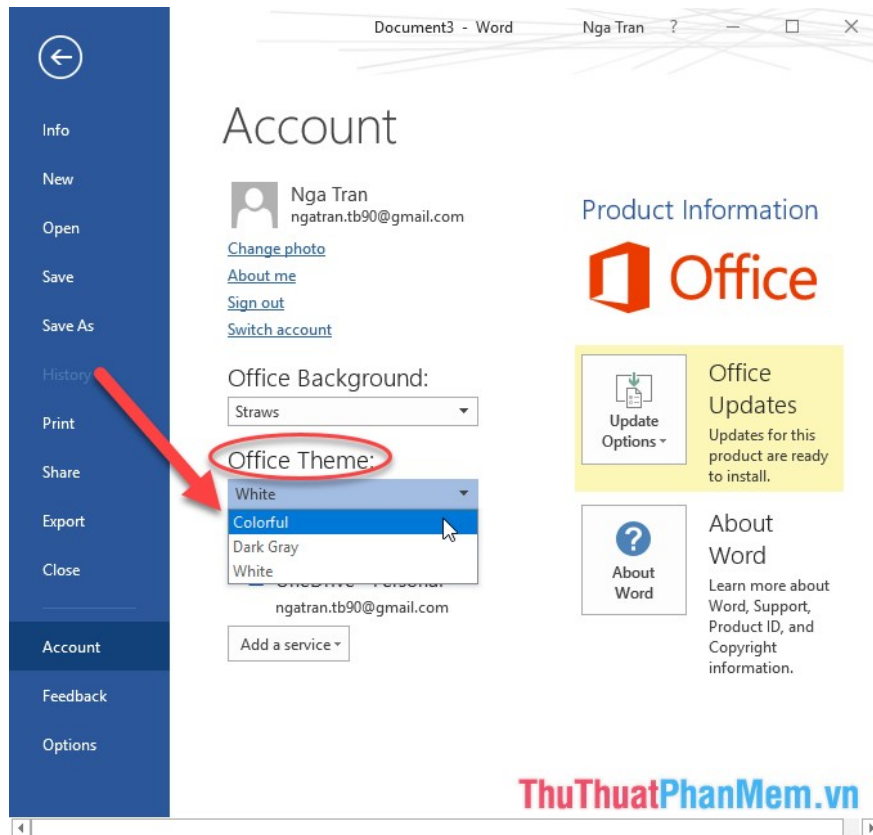 Document3 - Word
Nga Tran
?
Info
New
Open
Save
Save As
History
Print
Share
Export
Close
Account
Feedback
Options
Account
Nga Tran
ngatran.tb90@gmail.com
Change photo
About me
Sign out
Switch account
Office Background:
Straws
Office Theme:
White
Colorful
Dark Gray
White
OneDrive - Personal
ngatran.tb90@gmail.com
Add a service
Product Information
Office
Update
Options
Office
Updates
Updates for this
product are ready
to install.
?
About
Word
About
Word
Learn more about
Word, Support,
Product ID, and
Copyright
information.
ThuThuatPhanMem.vn